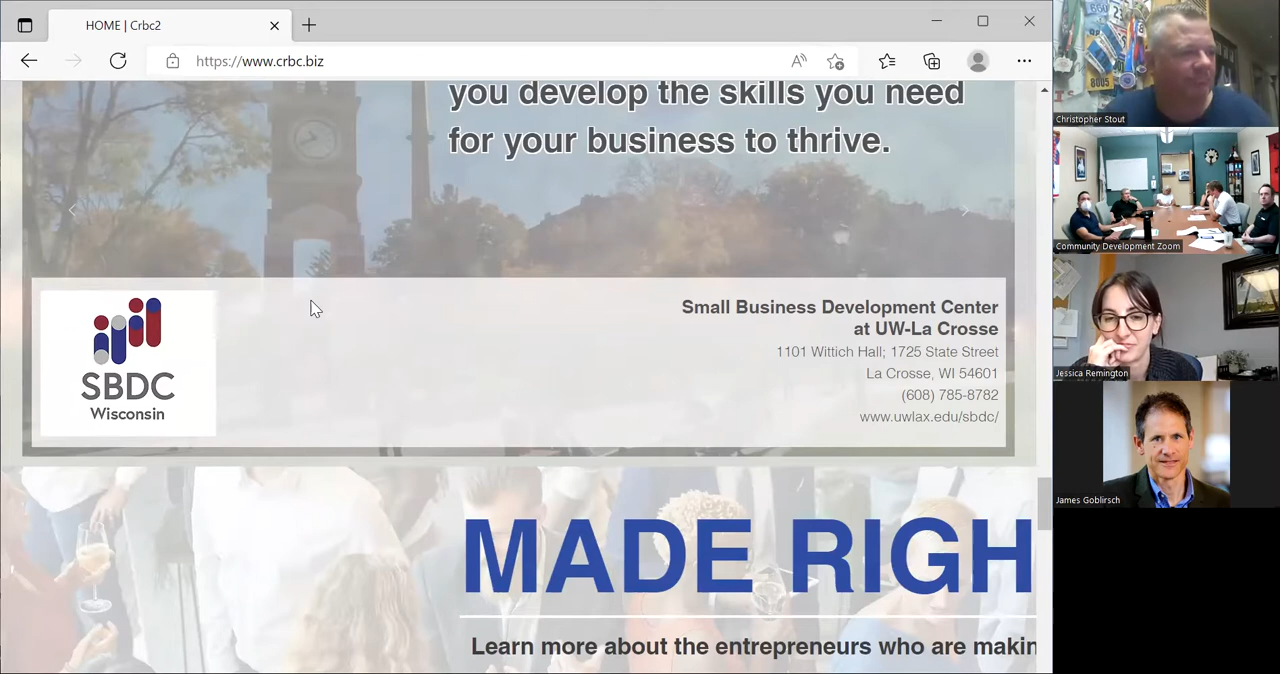 HOME | Crbc2
https://www.crbc.biz
you develop the skills you need
for your business to thrive.
SBDC
Wisconsin
Small Business Development Center
at UW-La Crosse
1101 Wittich Hall; 1725 State Street
La Crosse, WI 54601
(608) 785-8782
www.uwlax.edu/sbdc/
MADE RIGH
Learn more about the entrepreneurs who are makin
8005
Christopher Stout
Community Development Zoom
Jessica Remington
James Goblirsch